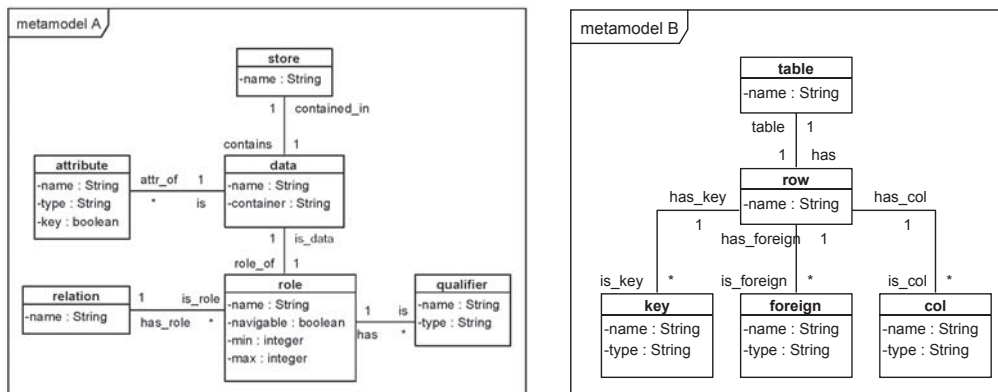 metamodel A
store
-name : String
1
contained_in
contains
1
attribute
-name : String
-type : String
-key : boolean
attr_of
1
*
is
data
-name : String
-container : String
1
is_data
role_of
1
relation
-name : String
1
is_role
has_role
*
role
-name : String
-navigable : boolean
-min : integer
-max : integer
1
is
has
*
qualifier
-name : String
-type : String
metamodel B
table
-name : String
table
1
1
has
row
-name : String
has_key
1
has_foreign
1
has_col
1
is_key
*
is_foreign
*
is_col
*
key
-name : String
-type : String
foreign
-name : String
-type : String
col
-name : String
-type : String